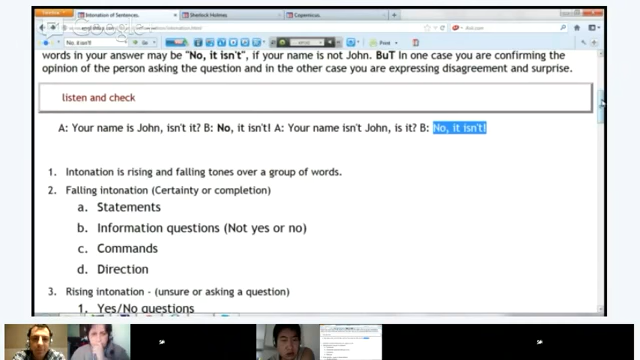 Intonation of Sentences.
Sherlock Holmes
Copernicus.
No, it isn't!
Print
words in your answer may be "No, it isn't", if your name is not John. BuT In one case you are confirming the
opinion of the person asking the question and in the other case you are expressing disagreement and surprise.
listen and check
A: Your name is John, isn't it? B: No, it isn't! A: Your name isn't John, is it? B: No, it isn't!
1. Intonation is rising and falling tones over a group of words.
2. Falling intonation (Certainty or completion)
a. Statements
b. Information questions (Not yes or no)
c. Commands
d. Direction
3. Rising intonation - (unsure or asking a question)
1. Yes/No questions